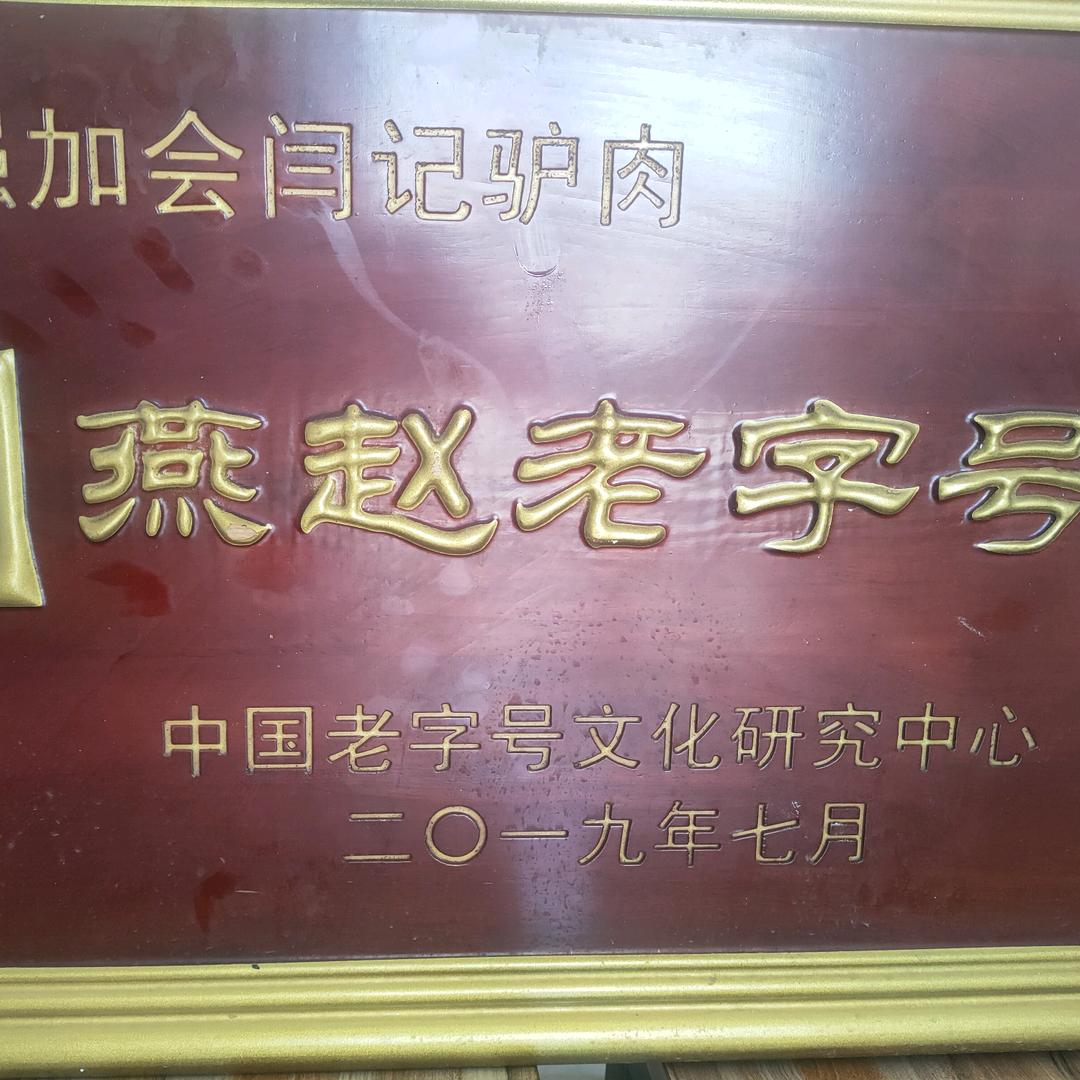 加会闫记驴肉
燕赵老字号
中国老字号文化研究中心
二〇一九年七月